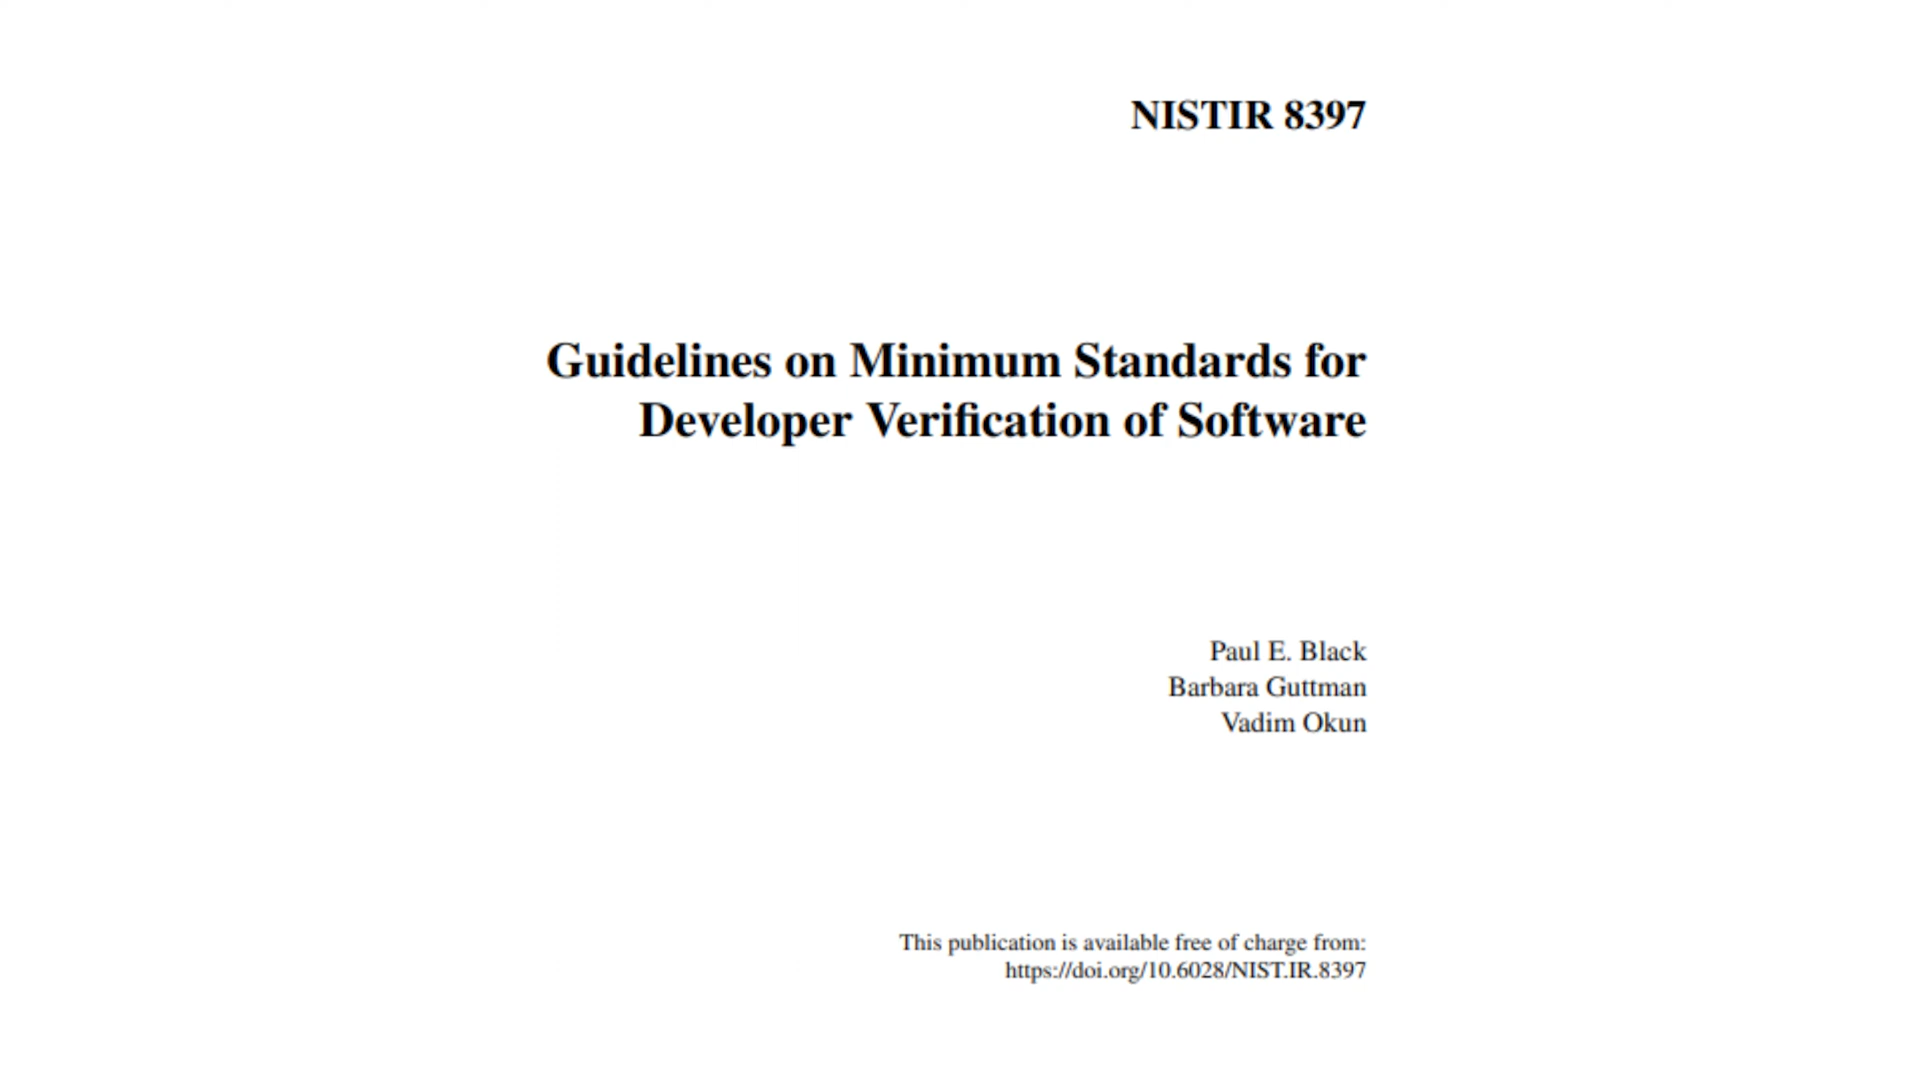 NISTIR 8397
Guidelines on Minimum Standards for
Developer Verification of Software
Paul E. Black
Barbara Guttman
Vadim Okun
This publication is available free of charge from:
https://doi.org/10.6028/NIST.IR.8397